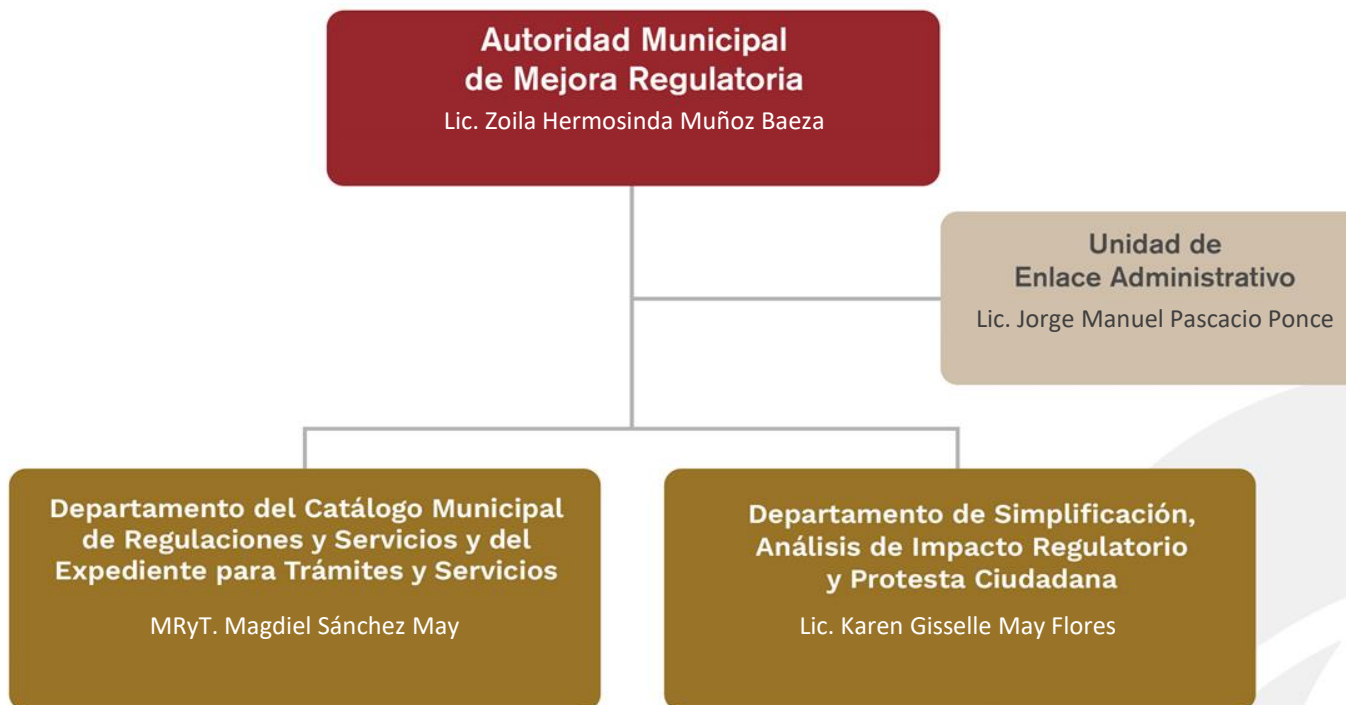 Autoridad Municipal
de Mejora Regulatoria
Lic. Zoila Hermosinda Muñoz Baeza
Unidad de
Enlace Administrativo
Lic. Jorge Manuel Pascacio Ponce
Departamento del Catálogo Municipal
de Regulaciones y Servicios y del
Expediente para Trámites y Servicios
MRyT. Magdiel Sánchez May
Departamento de Simplificación,
Análisis de Impacto Regulatorio
y Protesta Ciudadana
Lic. Karen Gisselle May Flores